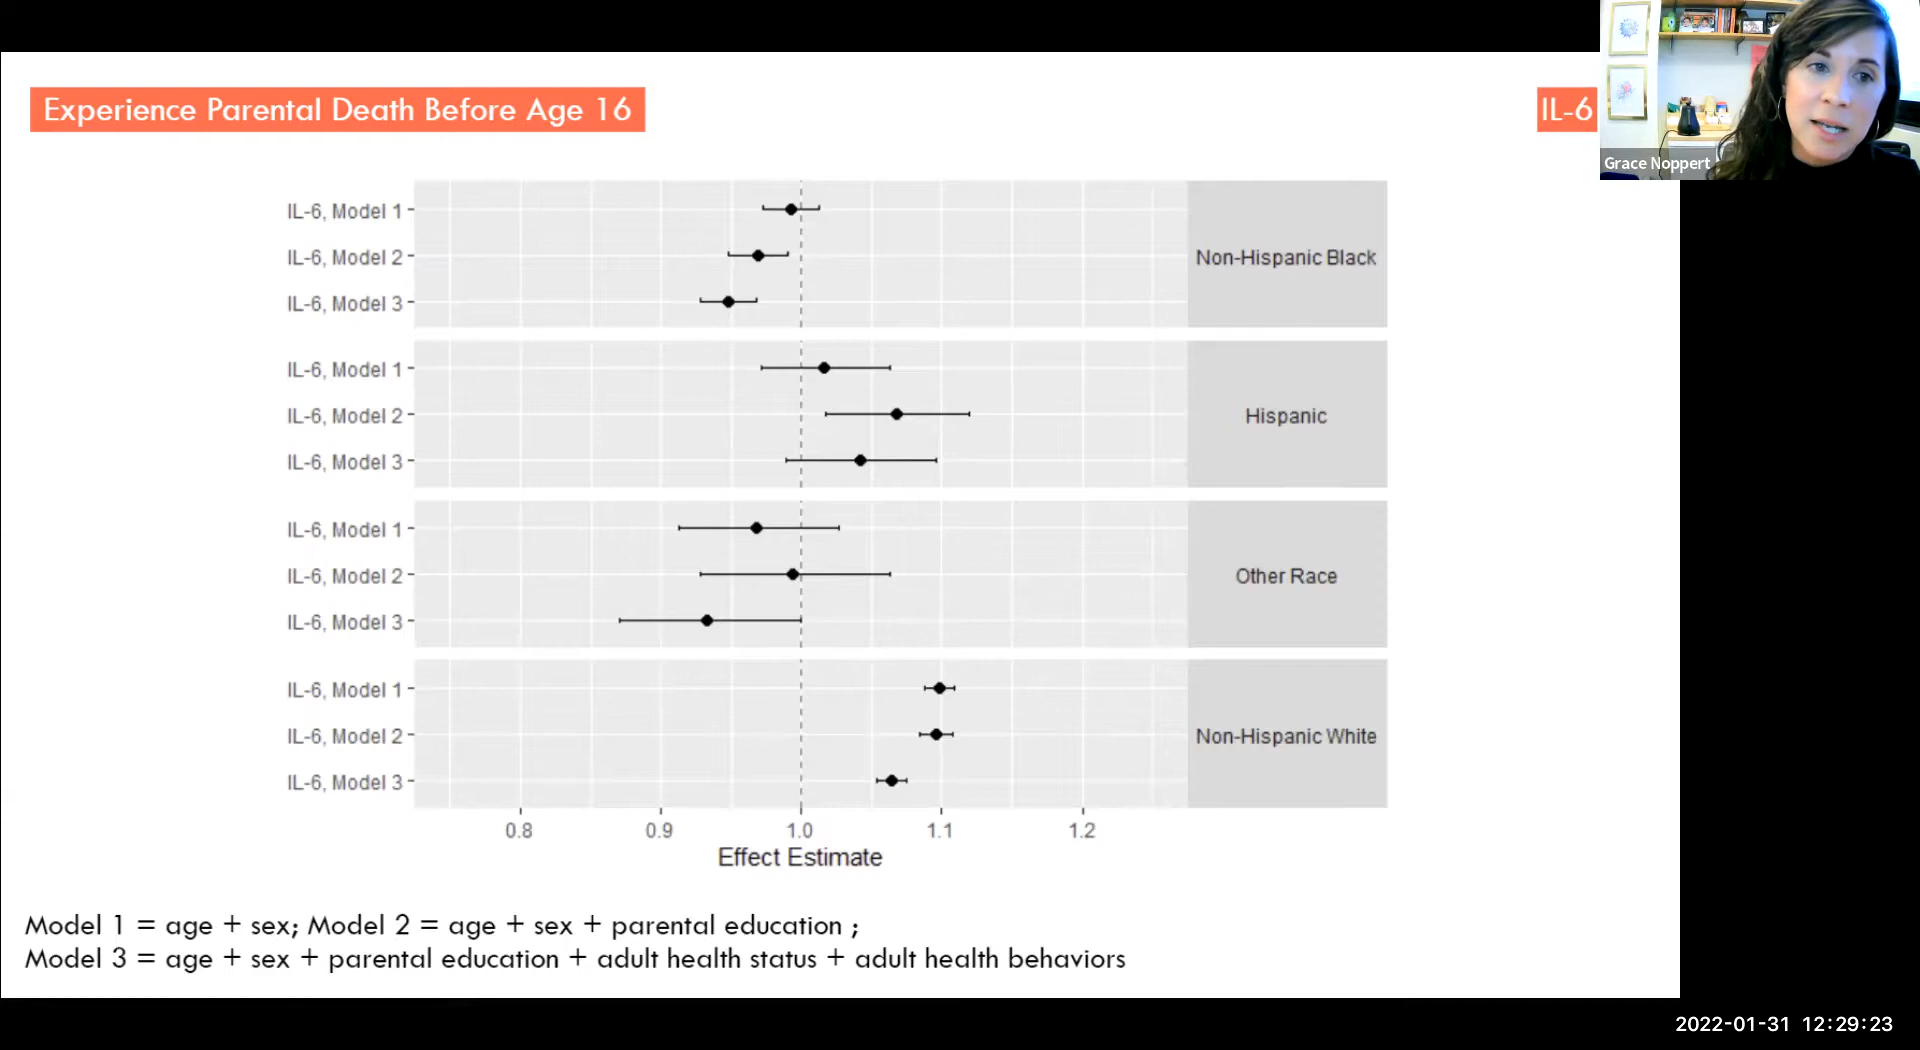 Experience Parental Death Before Age 16
IL-6
Grace Noppert
IL-6, Model 1
IL-6, Model 2
IL-6, Model 3
Non-Hispanic Black
IL-6, Model 1
IL-6, Model 2
IL-6, Model 3
Hispanic
IL-6, Model 1
IL-6, Model 2
IL-6, Model 3
Other Race
IL-6, Model 1
IL-6, Model 2
IL-6, Model 3
Non-Hispanic White
0.8 0.9 1.0 1.1 1.2
Effect Estimate
Model 1 = age + sex; Model 2 = age + sex + parental education ;
Model 3 = age + sex + parental education + adult health status + adult health behaviors
2022-01-31 12:29:23